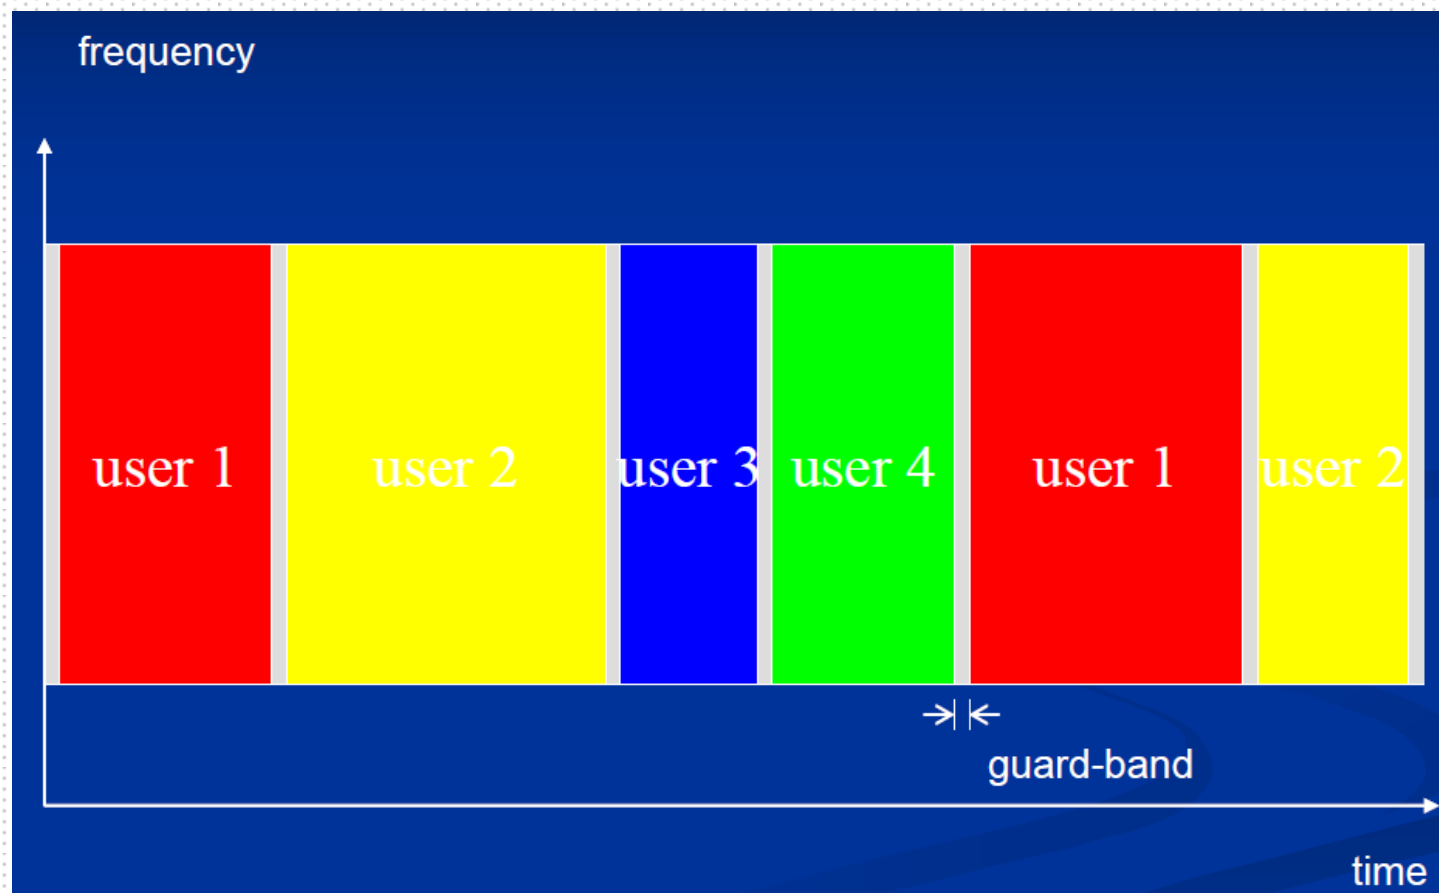 frequency
user 1
user 2
user 3
user 4
user 1
user 2
guard-band
time